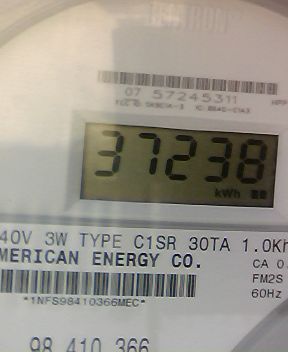 07 57245311
37238
kWh
40V 3W TYPE C1SR 30TA 1.0Kh
MERICAN ENERGY CO.
CA 0.
FM2S
60Hz
*1NFS98410366MEC*
98 410 366